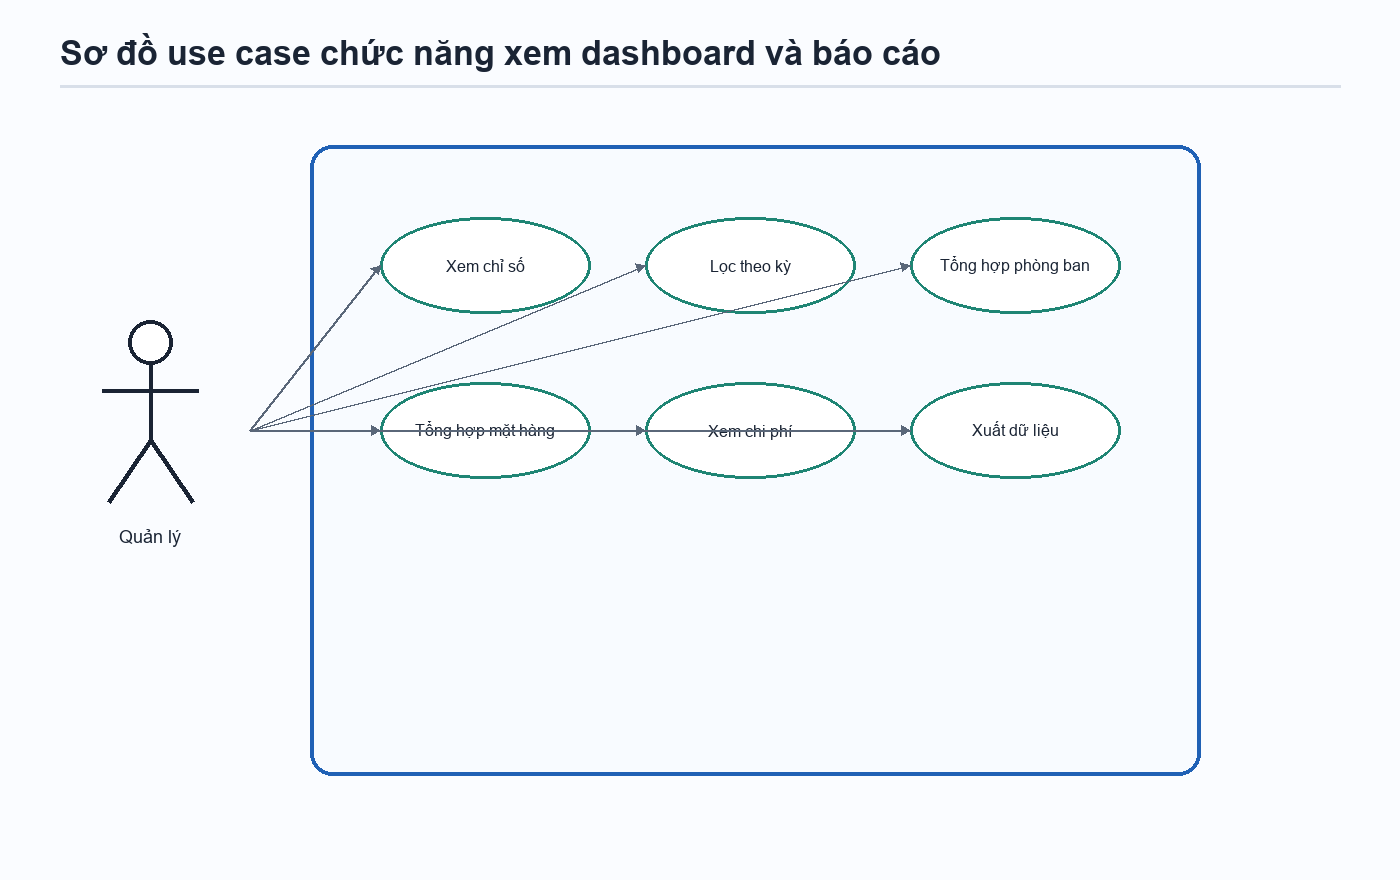 Sơ đồ use case chức năng xem dashboard và báo cáo
Xem chỉ số
Lọc theo kỳ
Tổng hợp phòng ban
Tổng hợp mặt hàng
Xem chi phí
Xuất dữ liệu
Quản lý